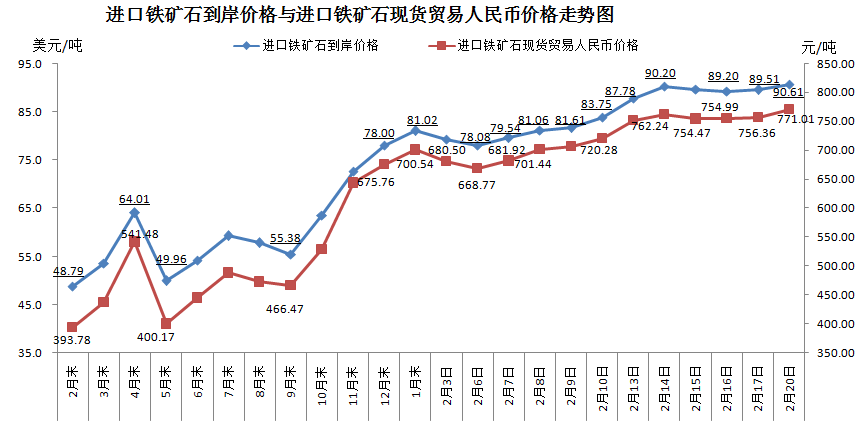 进口铁矿石到岸价格与进口铁矿石现货贸易人民币价格走势图
美元/吨
进口铁矿石到岸价格
进口铁矿石现货贸易人民币价格
元/吨
95.0
85.0
75.0
65.0
55.0
45.0
35.0
850.00
800.00
750.00
700.00
650.00
600.00
550.00
500.00
450.00
400.00
350.00
48.79
64.01
49.96
55.38
78.00
81.02
78.08
79.54
81.06
81.61
83.75
87.78
90.20
89.20
89.51
90.61
393.78
541.48
400.17
466.47
675.76
700.54
680.50
668.77
681.92
701.44
720.28
762.24
754.47
754.99
756.36
771.01
2月末
3月末
4月末
5月末
6月末
7月末
8月末
9月末
10月末
11月末
12月末
1月末
2月3日
2月6日
2月7日
2月8日
2月9日
2月10日
2月13日
2月14日
2月15日
2月16日
2月17日
2月20日